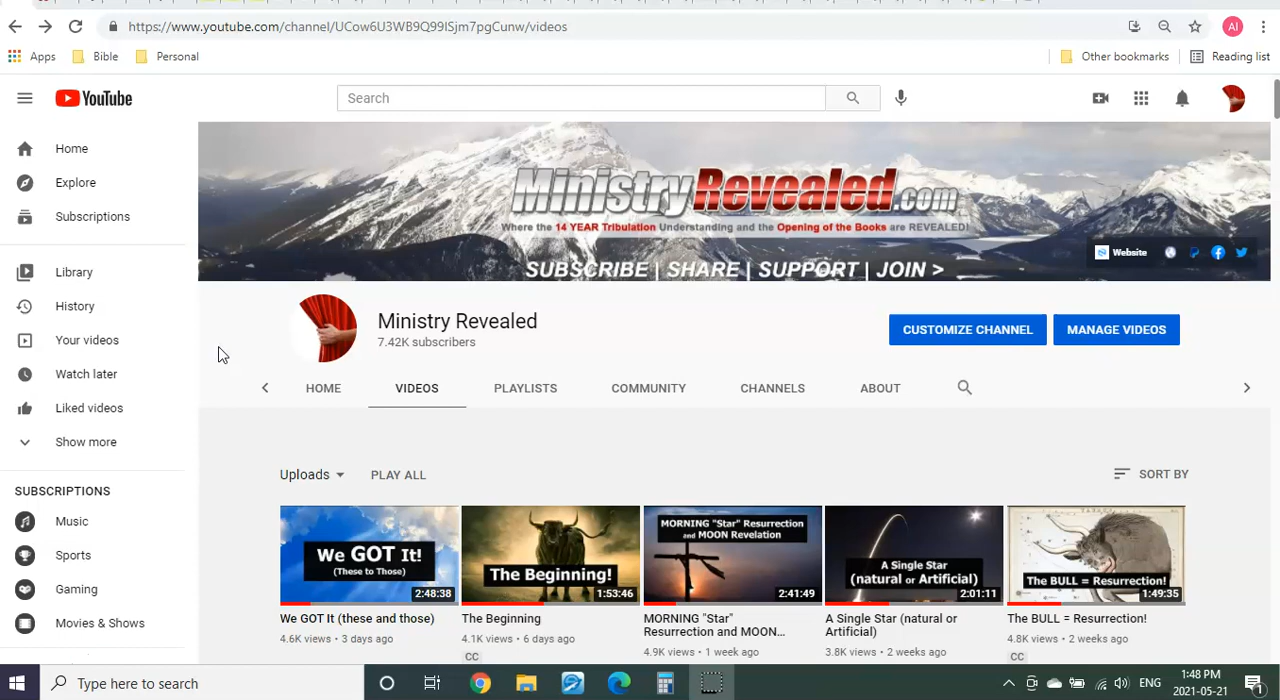 https://www.youtube.com/channel/UCow6U3WB9Q99ISjm7pgCunw/videos
AI
Apps
Bible
Personal
Other bookmarks
Reading list
YouTube
Search
Home
Explore
Subscriptions
Library
History
Your videos
Watch later
Liked videos
Show more
SUBSCRIPTIONS
Music
Sports
Gaming
Movies & Shows
MinistryRevealed.com
Where the 14 YEAR Tribulation Understanding and the Opening of the Books are REVEALED!
Website
SUBSCRIBE | SHARE | SUPPORT | JOIN >
Ministry Revealed
7.42K subscribers
CUSTOMIZE CHANNEL
MANAGE VIDEOS
HOME
VIDEOS
PLAYLISTS
COMMUNITY
CHANNELS
ABOUT
Uploads
PLAY ALL
SORT BY
We GOT It!
(These to Those)
2:48:38
We GOT It (these and those)
4.6K views • 3 days ago
The Beginning!
1:53:46
The Beginning
4.1K views • 6 days ago
CC
MORNING "Star" Resurrection
and MOON Revelation
2:41:49
MORNING "Star"
Resurrection and MOON...
4.9K views • 1 week ago
A Single Star
(natural or Artificial)
2:01:11
A Single Star (natural or
Artificial)
3.8K views • 2 weeks ago
The BULL = Resurrection!
1:49:35
The BULL = Resurrection!
4.8K views • 2 weeks ago
CC
Type here to search
ENG
1:48 PM
2021-05-21
1